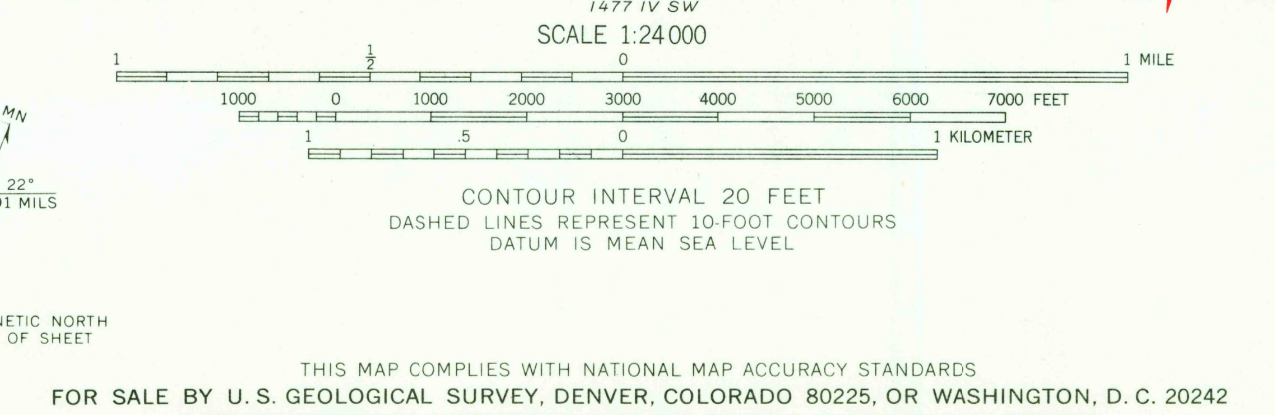 1477 IV SW
SCALE 1:24 000
1 1/2 0 1 MILE
1000 0 1000 2000 3000 4000 5000 6000 7000 FEET
MN
1 .5 0 1 KILOMETER
22°
MILS
CONTOUR INTERVAL 20 FEET
DASHED LINES REPRESENT 10-FOOT CONTOURS
DATUM IS MEAN SEA LEVEL
NORTH
OF SHEET
THIS MAP COMPLIES WITH NATIONAL MAP ACCURACY STANDARDS
FOR SALE BY U. S. GEOLOGICAL SURVEY, DENVER, COLORADO 80225, OR WASHINGTON, D. C. 20242